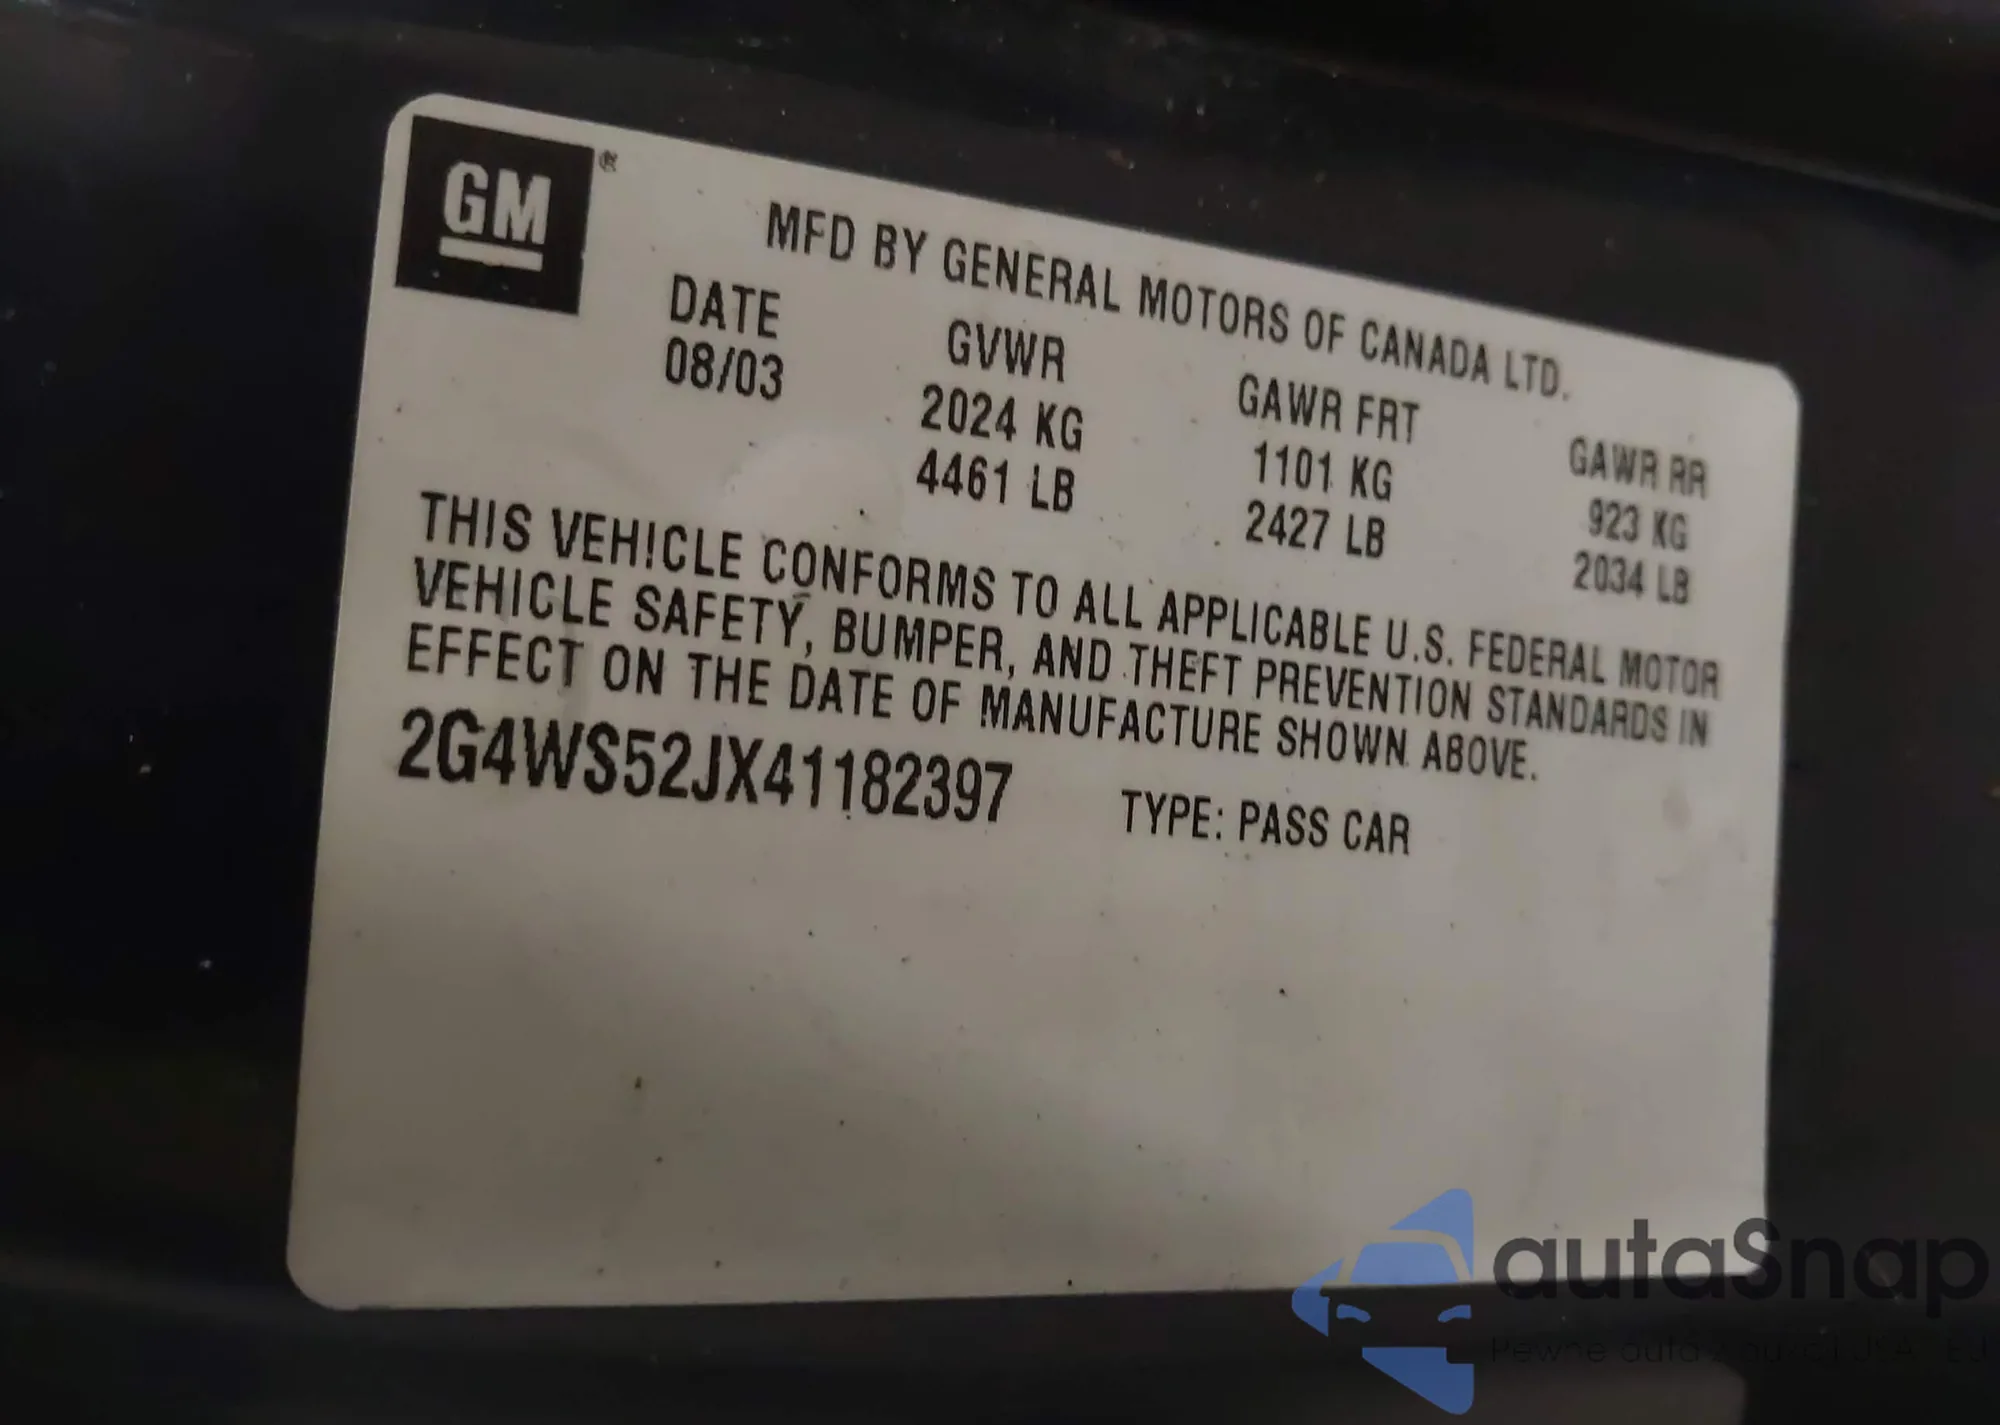 GM®
MFD BY GENERAL MOTORS OF CANADA LTD.
DATE GVWR GAWR FRT GAWR RR
08/03 2024 KG 1101 KG 923 KG
4461 LB 2427 LB 2034 LB
THIS VEHICLE CONFORMS TO ALL APPLICABLE U.S. FEDERAL MOTOR
VEHICLE SAFETY, BUMPER, AND THEFT PREVENTION STANDARDS IN
EFFECT ON THE DATE OF MANUFACTURE SHOWN ABOVE.
2G4WS52JX41182397 TYPE: PASS CAR
autaSnap
Pewne auta z